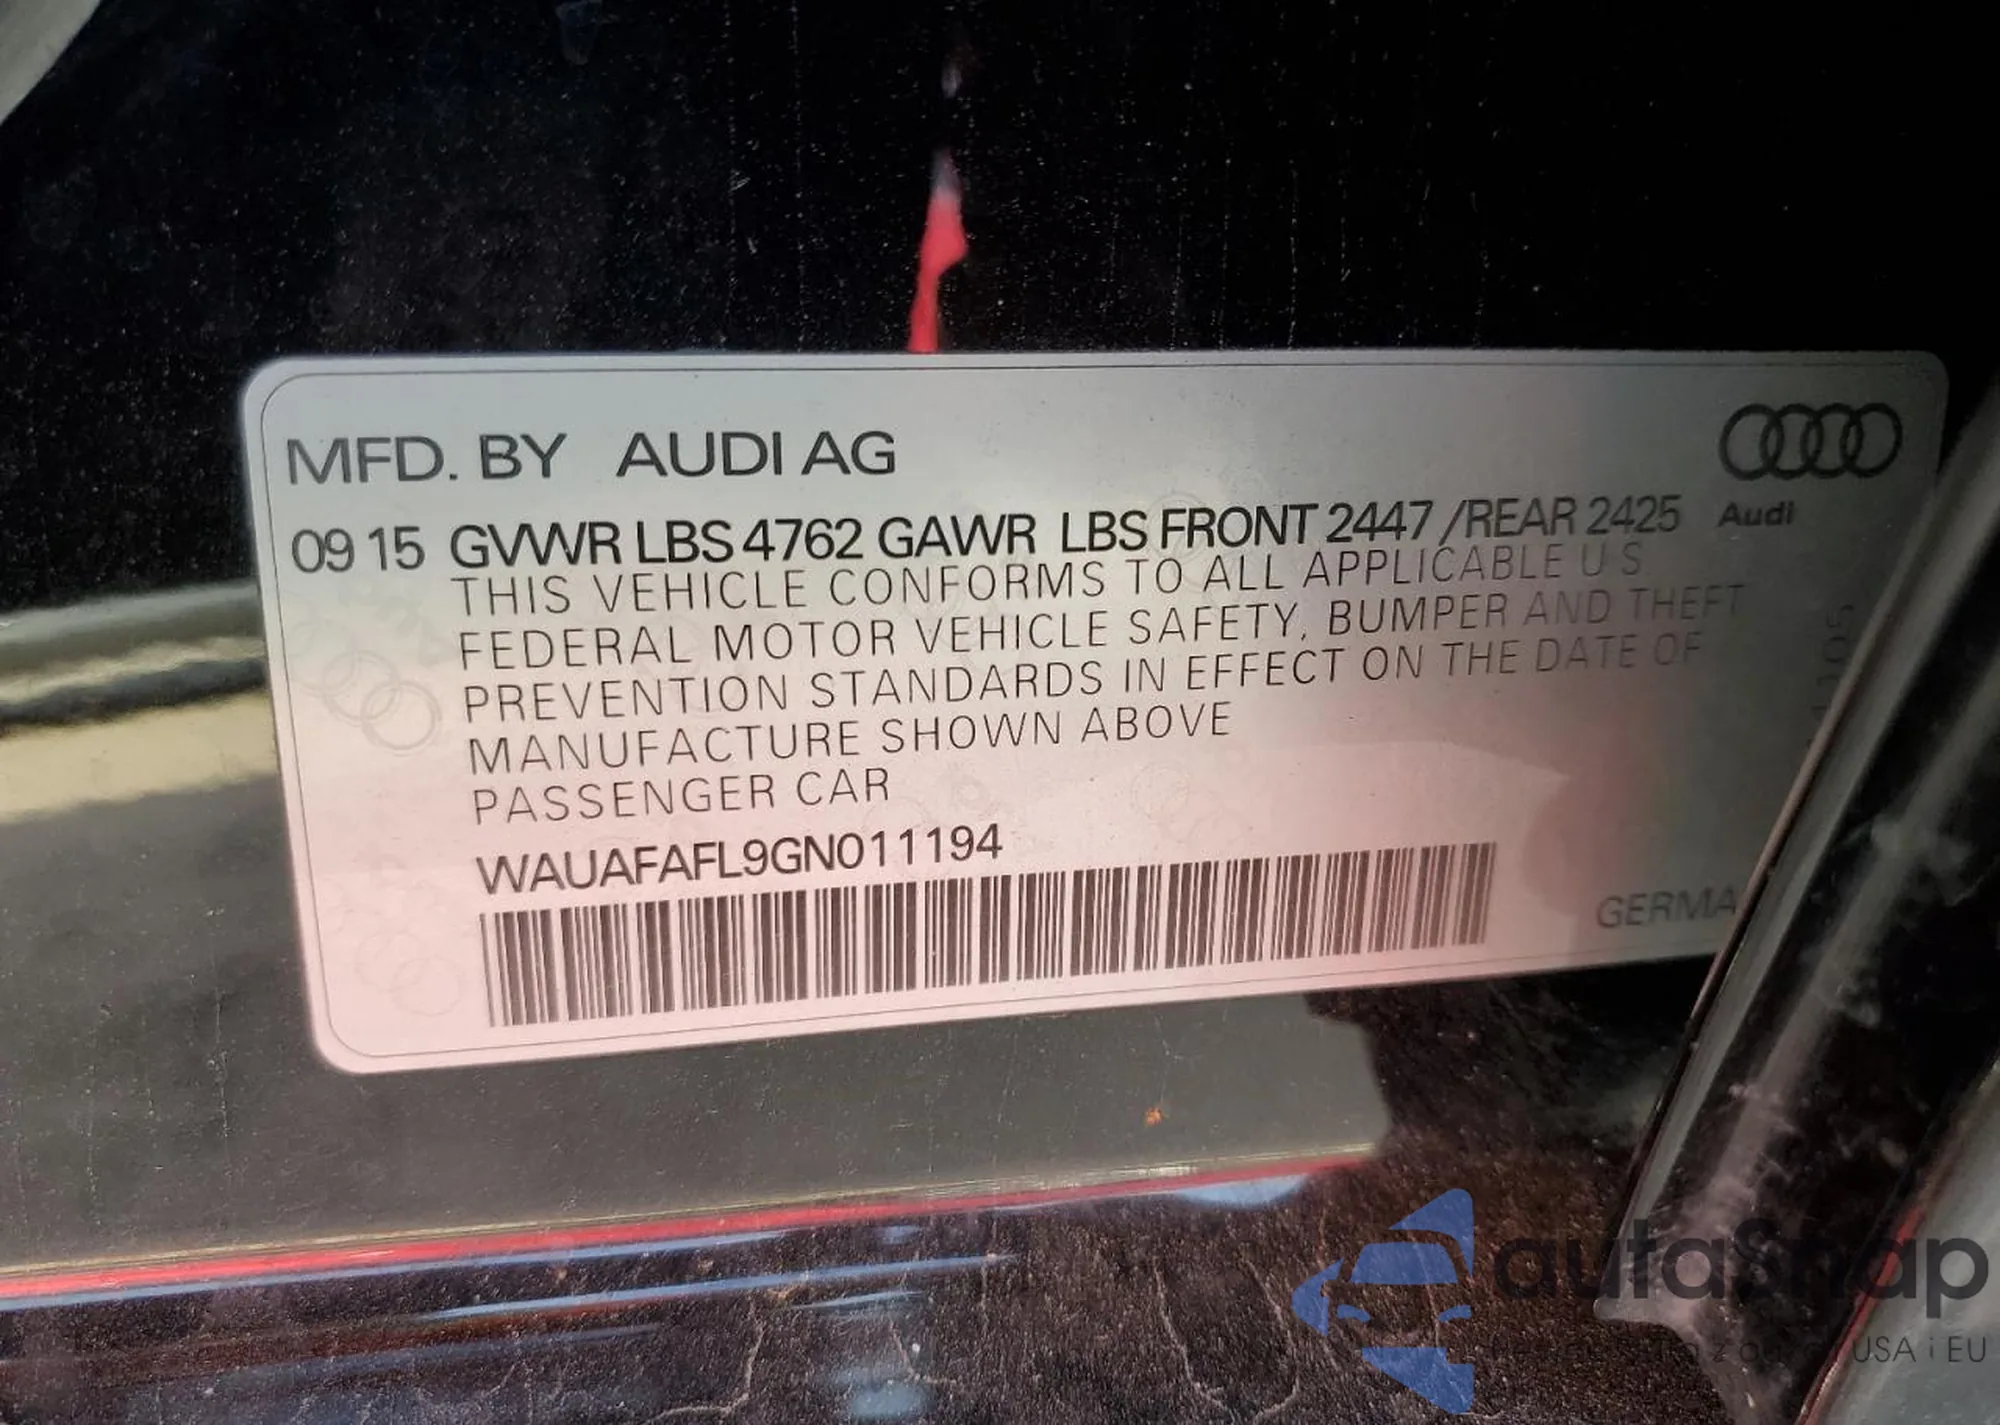 MFD. BY AUDI AG
09 15 GVWR LBS 4762 GAWR LBS FRONT 2447 /REAR 2425
Audi
THIS VEHICLE CONFORMS TO ALL APPLICABLE U S
FEDERAL MOTOR VEHICLE SAFETY, BUMPER AND THEFT
PREVENTION STANDARDS IN EFFECT ON THE DATE OF
MANUFACTURE SHOWN ABOVE
PASSENGER CAR
WAUAFAFL9GN011194
GERMA
autaSnap
USA i EU